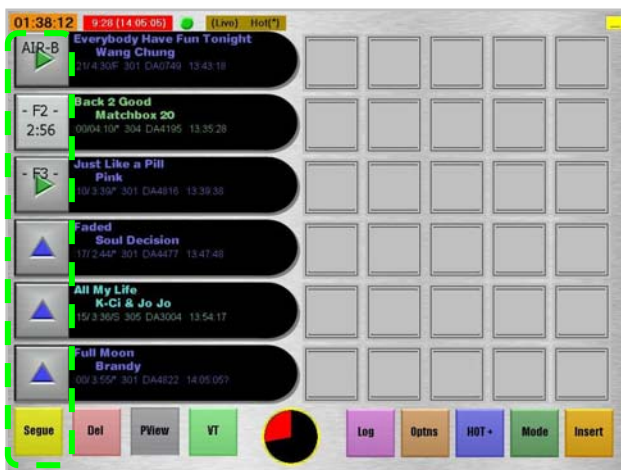 01:38:12 9:28 (14:05:05) (Live) Hot(*)
AIR-B Everybody Have Fun Tonight
Wang Chung
21/4:30/F 301 DA0749 13:43:18
- F2 - Back 2 Good
2:56 Matchbox 20
00/04:10/* 304 DA4195 13:35:28
- F3 - Just Like a Pill
Pink
10/3:39/* 301 DA4816 13:39:38
Faded
Soul Decision
17/2:44/* 301 DA4477 13:47:48
All My Life
K-Ci & Jo Jo
15/3:36/S 305 DA3004 13:54:17
Full Moon
Brandy
00/3:55/* 301 DA4822 14:05:05?
Segue Del PView VT Log Optns HOT + Mode Insert